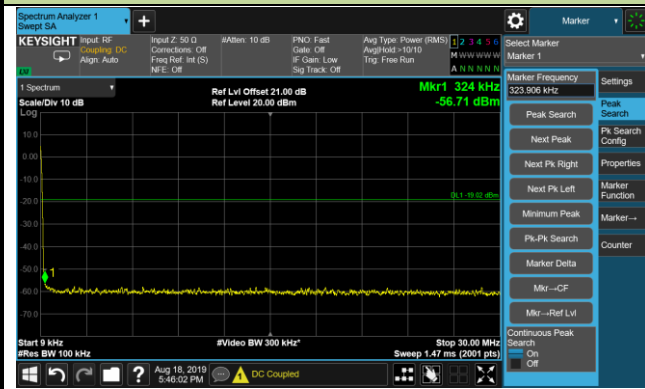 Spectrum Analyzer 1
Swept SA
+
Marker
KEYSIGHT
Input: RF
Coupling: DC
Align: Auto
Input Z: 50 Ω
Corrections: Off
Freq Ref: Int (S)
NFE: Off
#Atten: 10 dB
PNO: Fast
Gate: Off
IF Gain: Low
Sig Track: Off
Avg Type: Power (RMS)
Avg|Hold:>10/10
Trig: Free Run
1 2 3 4 5 6
M W W W W W
A N N N N N
Select Marker
Marker 1
1 Spectrum
Scale/Div 10 dB
Log
Ref Lvl Offset 21.00 dB
Ref Level 20.00 dBm
Mkr1 324 kHz
-56.71 dBm
10.0
0.00
-10.0
-20.0
-30.0
-40.0
-50.0
-60.0
-70.0
DL1 -19.02 dBm
1
Start 9 kHz
#Res BW 100 kHz
#Video BW 300 kHz*
Stop 30.00 MHz
Sweep 1.47 ms (2001 pts)
Marker Frequency
323.906 kHz
Peak Search
Next Peak
Next Pk Right
Next Pk Left
Minimum Peak
Pk-Pk Search
Marker Delta
Mkr→CF
Mkr→Ref Lvl
Continuous Peak
Search
On
Off
Settings
Peak
Search
Pk Search
Config
Properties
Marker
Function
Marker→
Counter
?
Aug 18, 2019
5:46:02 PM
DC Coupled